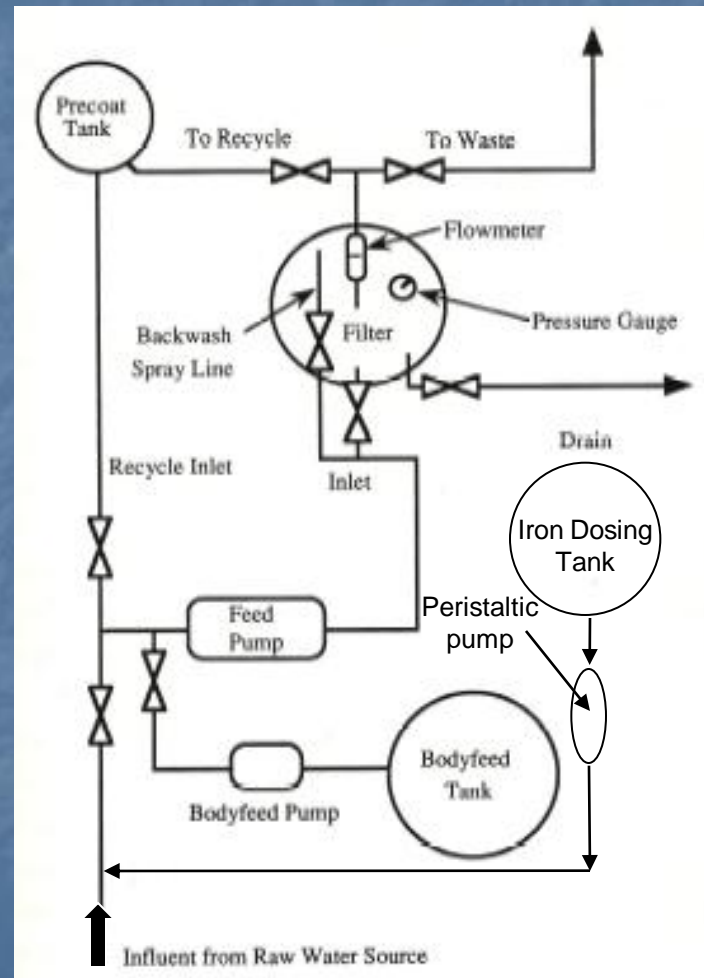 Precoat
Tank
To Recycle
To Waste
Flowmeter
Backwash
Spray Line
Filter
Pressure Gauge
Recycle Inlet
Inlet
Drain
Iron Dosing
Tank
Peristaltic
pump
Feed
Pump
Bodyfeed
Tank
Bodyfeed Pump
Influent from Raw Water Source